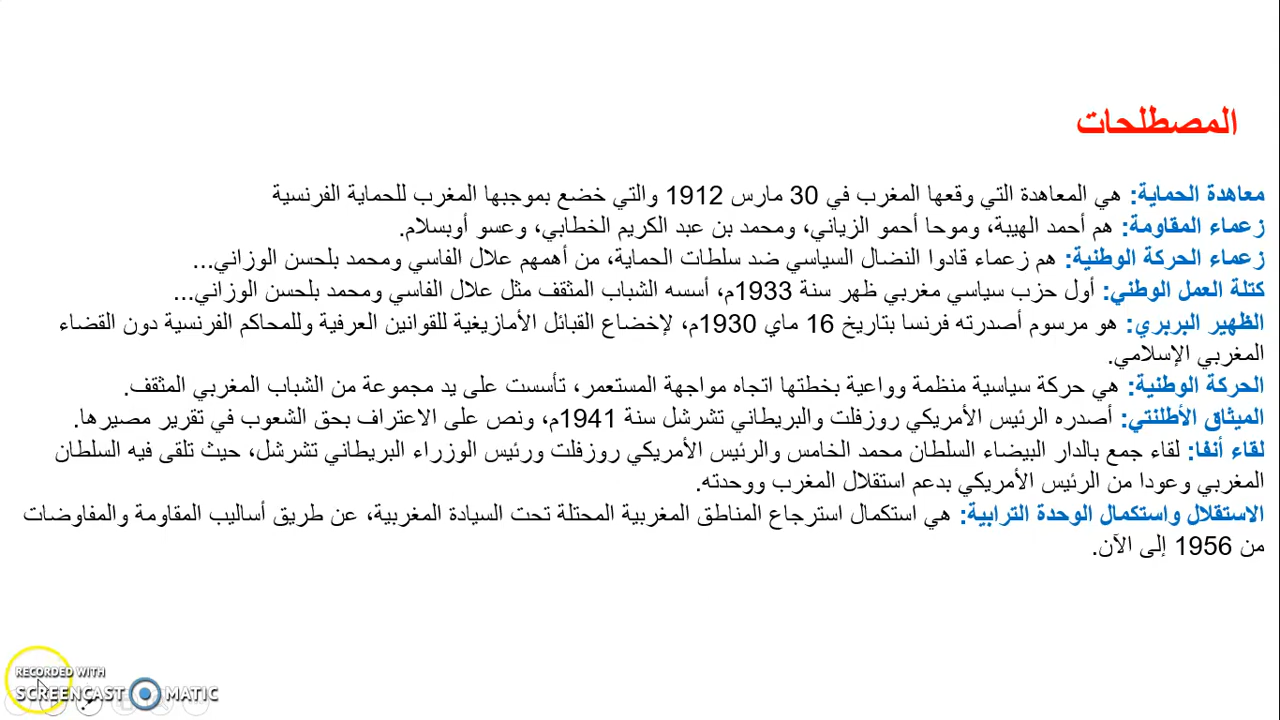 المصطلحات
معاهدة الحماية: هي المعاهدة التي وقعها المغرب في 30 مارس 1912 والتي خضع بموجبها المغرب للحماية الفرنسية
زعماء المقاومة: هم أحمد الهيبة، وموحا أحمو الزياني، ومحمد بن عبد الكريم الخطابي، وعسو أوبسلام.
زعماء الحركة الوطنية: هم زعماء قادوا النضال السياسي ضد سلطات الحماية، من أهمهم علال الفاسي ومحمد بلحسن الوزاني...
كتلة العمل الوطني: أول حزب سياسي مغربي ظهر سنة 1933م، أسسه الشباب المثقف مثل علال الفاسي ومحمد بلحسن الوزاني...
الظهير البربري: هو مرسوم أصدرته فرنسا بتاريخ 16 ماي 1930م، لإخضاع القبائل الأمازيغية للقوانين العرفية وللمحاكم الفرنسية دون القضاء
المغربي الإسلامي.
الحركة الوطنية: هي حركة سياسية منظمة وواعية بخطتها اتجاه مواجهة المستعمر، تأسست على يد مجموعة من الشباب المغربي المثقف.
الميثاق الأطلنتي: أصدره الرئيس الأمريكي روزفلت والبريطاني تشرشل سنة 1941م، ونص على الاعتراف بحق الشعوب في تقرير مصيرها.
لقاء أنفا: لقاء جمع بالدار البيضاء السلطان محمد الخامس والرئيس الأمريكي روزفلت ورئيس الوزراء البريطاني تشرشل، حيث تلقى فيه السلطان
المغربي وعودا من الرئيس الأمريكي بدعم استقلال المغرب ووحدته.
الاستقلال واستكمال الوحدة الترابية: هي استكمال استرجاع المناطق المغربية المحتلة تحت السيادة المغربية، عن طريق أساليب المقاومة والمفاوضات
من 1956 إلى الآن.
RECORDED WITH
SCREENCAST MATIC